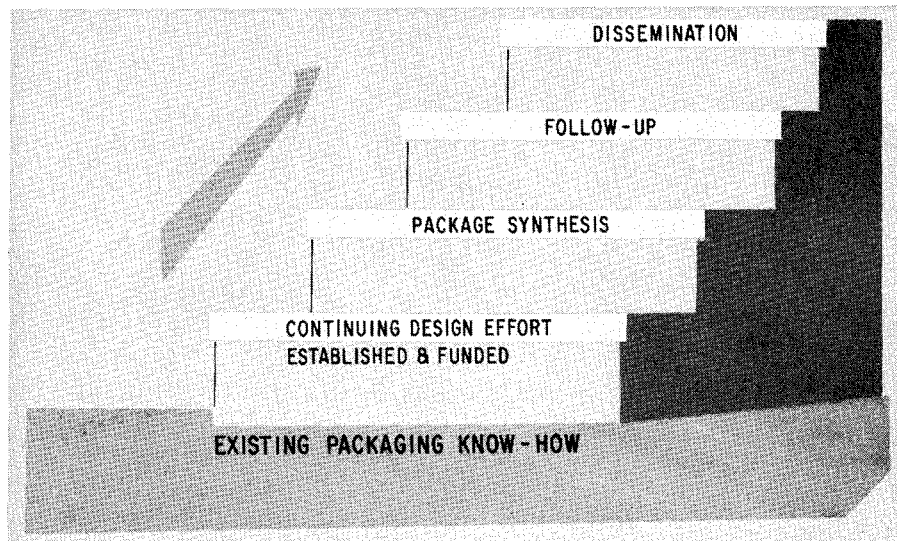 DISSEMINATION
FOLLOW-UP
PACKAGE SYNTHESIS
CONTINUING DESIGN EFFORT
ESTABLISHED & FUNDED
EXISTING PACKAGING KNOW-HOW